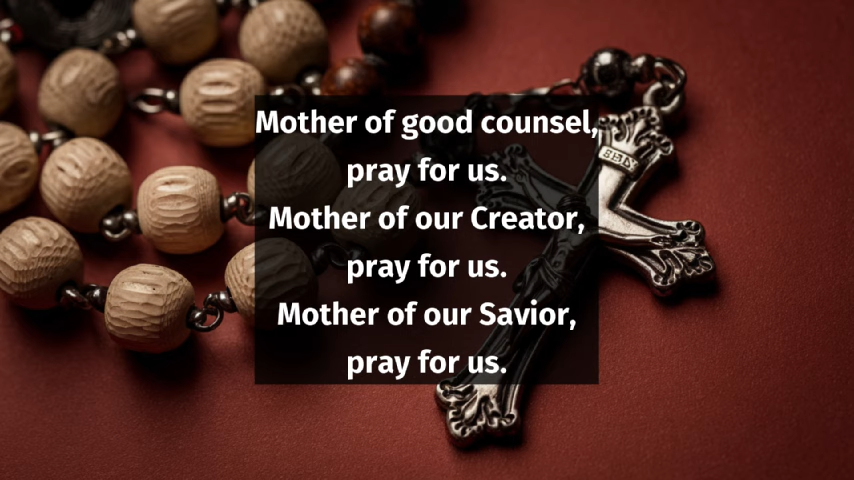 Mother of good counsel,
pray for us.
Mother of our Creator,
pray for us.
Mother of our Savior,
pray for us.